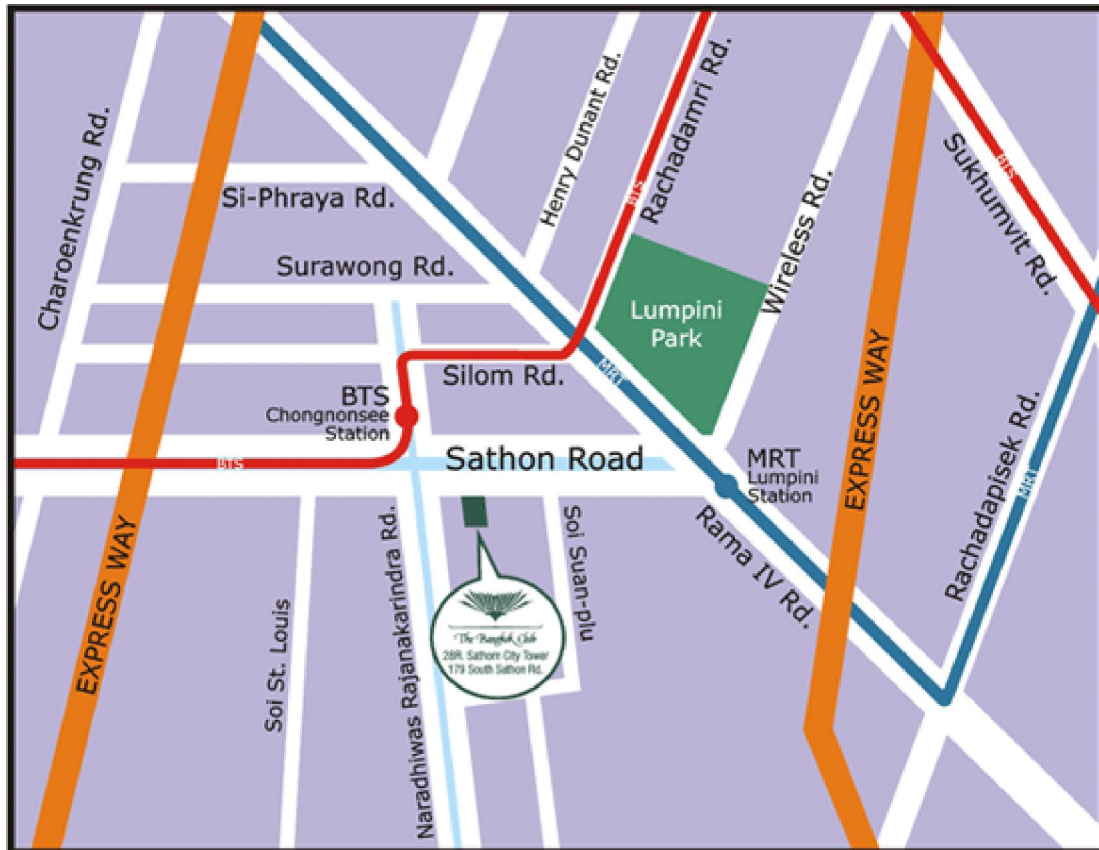 Charoenkrung Rd.
Si-Phraya Rd.
Surawong Rd.
Henry Dunant Rd.
BTS
Rachadamri Rd.
Lumpini
Park
Wireless Rd.
BTS
Sukhumvit Rd.
EXPRESS WAY
MRT
Silom Rd.
BTS
Chongnonsee
Station
BTS
Sathon Road
MRT
Lumpini
Station
Rama IV Rd.
Rachadapisek Rd.
MRT
EXPRESS WAY
Soi St. Louis
Naradhiwas Rajanakarindra Rd.
Soi Suan-plu
The Bangkok Club
28R. Sathorn City Tower
179 South Sathon Rd.